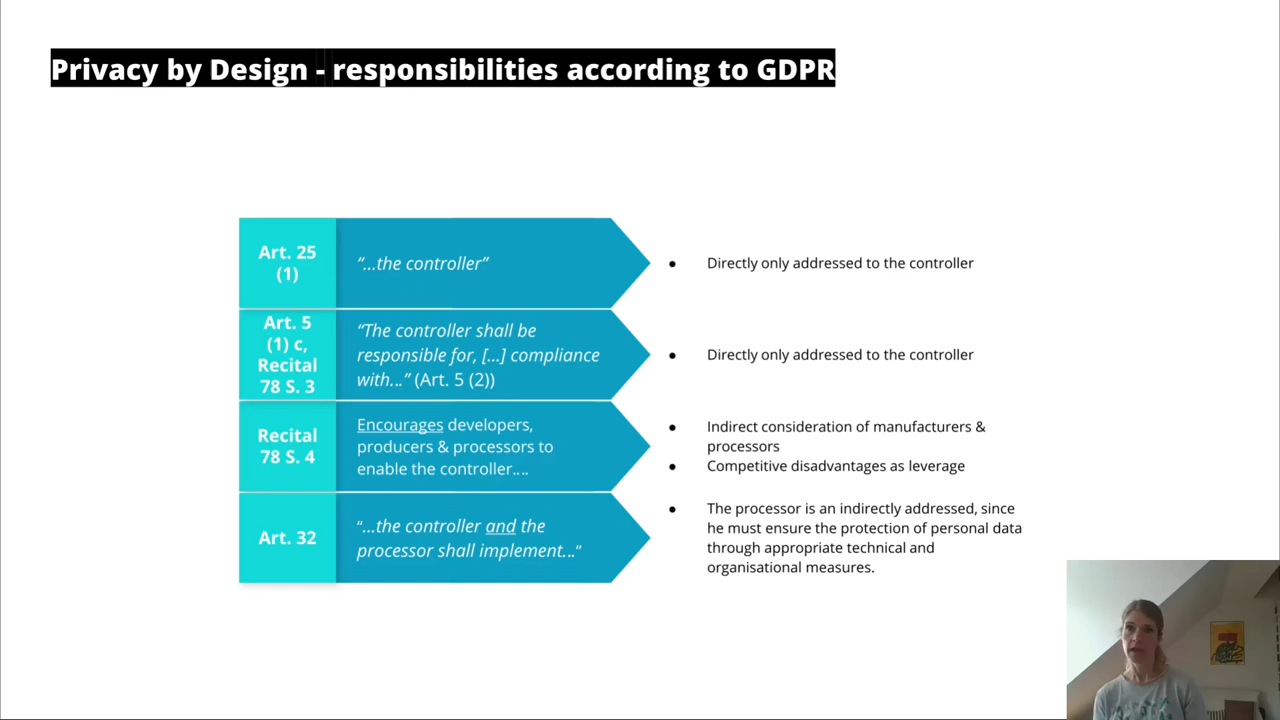 Privacy by Design - responsibilities according to GDPR
Art. 25
(1)
“...the controller”
Directly only addressed to the controller
Art. 5
(1) c,
Recital
78 S. 3
“The controller shall be
responsible for, [...] compliance
with...” (Art. 5 (2))
Directly only addressed to the controller
Recital
78 S. 4
Encourages developers,
producers & processors to
enable the controller....
Indirect consideration of manufacturers &
processors
Competitive disadvantages as leverage
Art. 32
“...the controller and the
processor shall implement...”
The processor is an indirectly addressed, since
he must ensure the protection of personal data
through appropriate technical and
organisational measures.